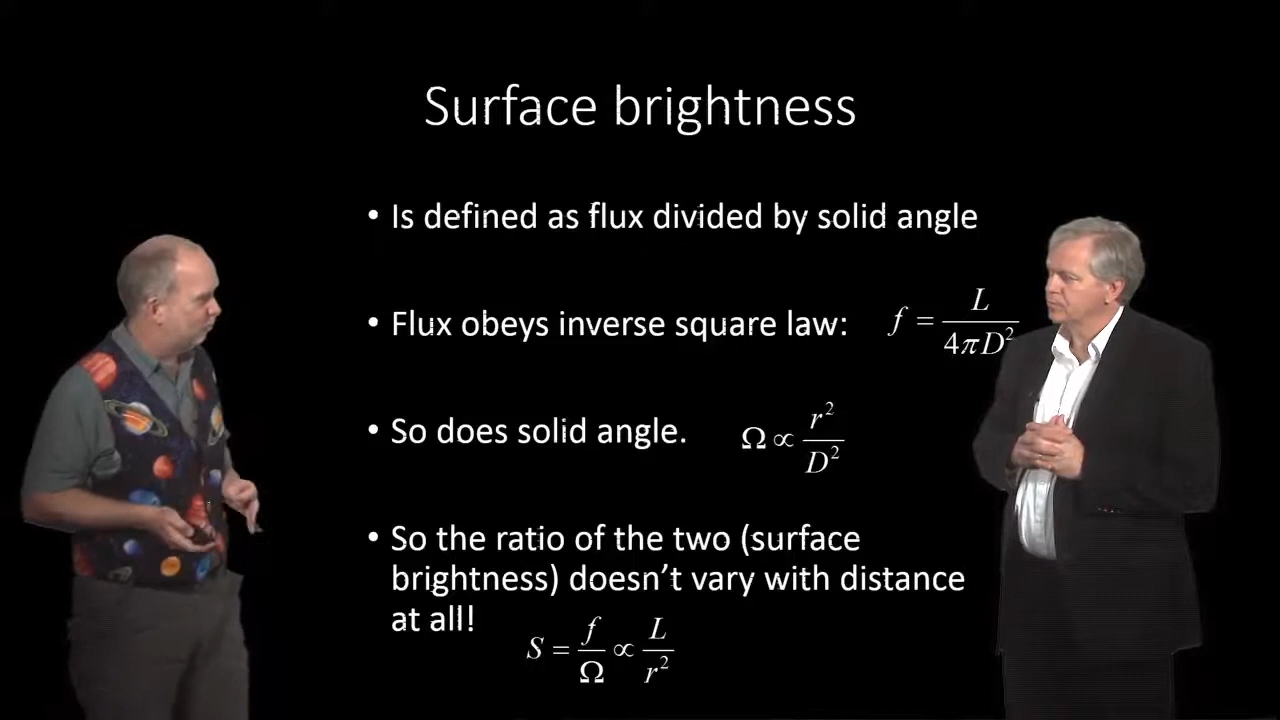 Surface brightness
• Is defined as flux divided by solid angle
• Flux obeys inverse square law: f = L / 4πD²
• So does solid angle. Ω ∝ r² / D²
• So the ratio of the two (surface
brightness) doesn't vary with distance
at all!
S = f / Ω ∝ L / r²